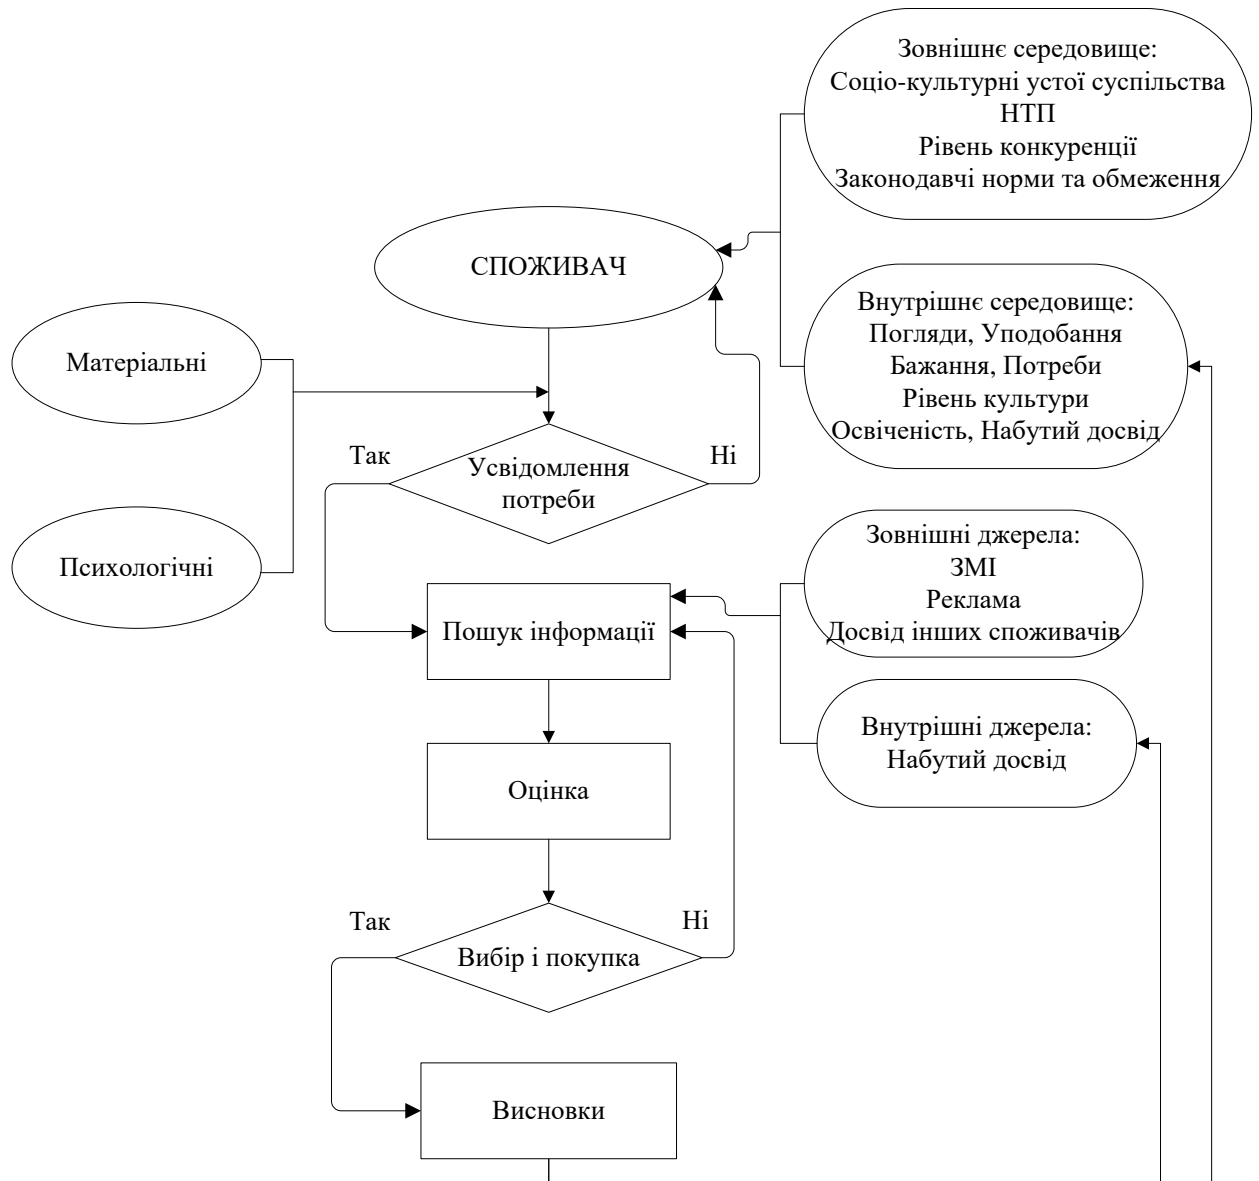 Зовнішнє середовище:
Соціо-культурні устої суспільства
НТП
Рівень конкуренції
Законодавчі норми та обмеження
СПОЖИВАЧ
Внутрішнє середовище:
Погляди, Уподобання
Бажання, Потреби
Рівень культури
Освіченість, Набутий досвід
Матеріальні
Психологічні
Так
Усвідомлення
потреби
Ні
Зовнішні джерела:
ЗМІ
Реклама
Досвід інших споживачів
Пошук інформації
Внутрішні джерела:
Набутий досвід
Оцінка
Так
Вибір і покупка
Ні
Висновки